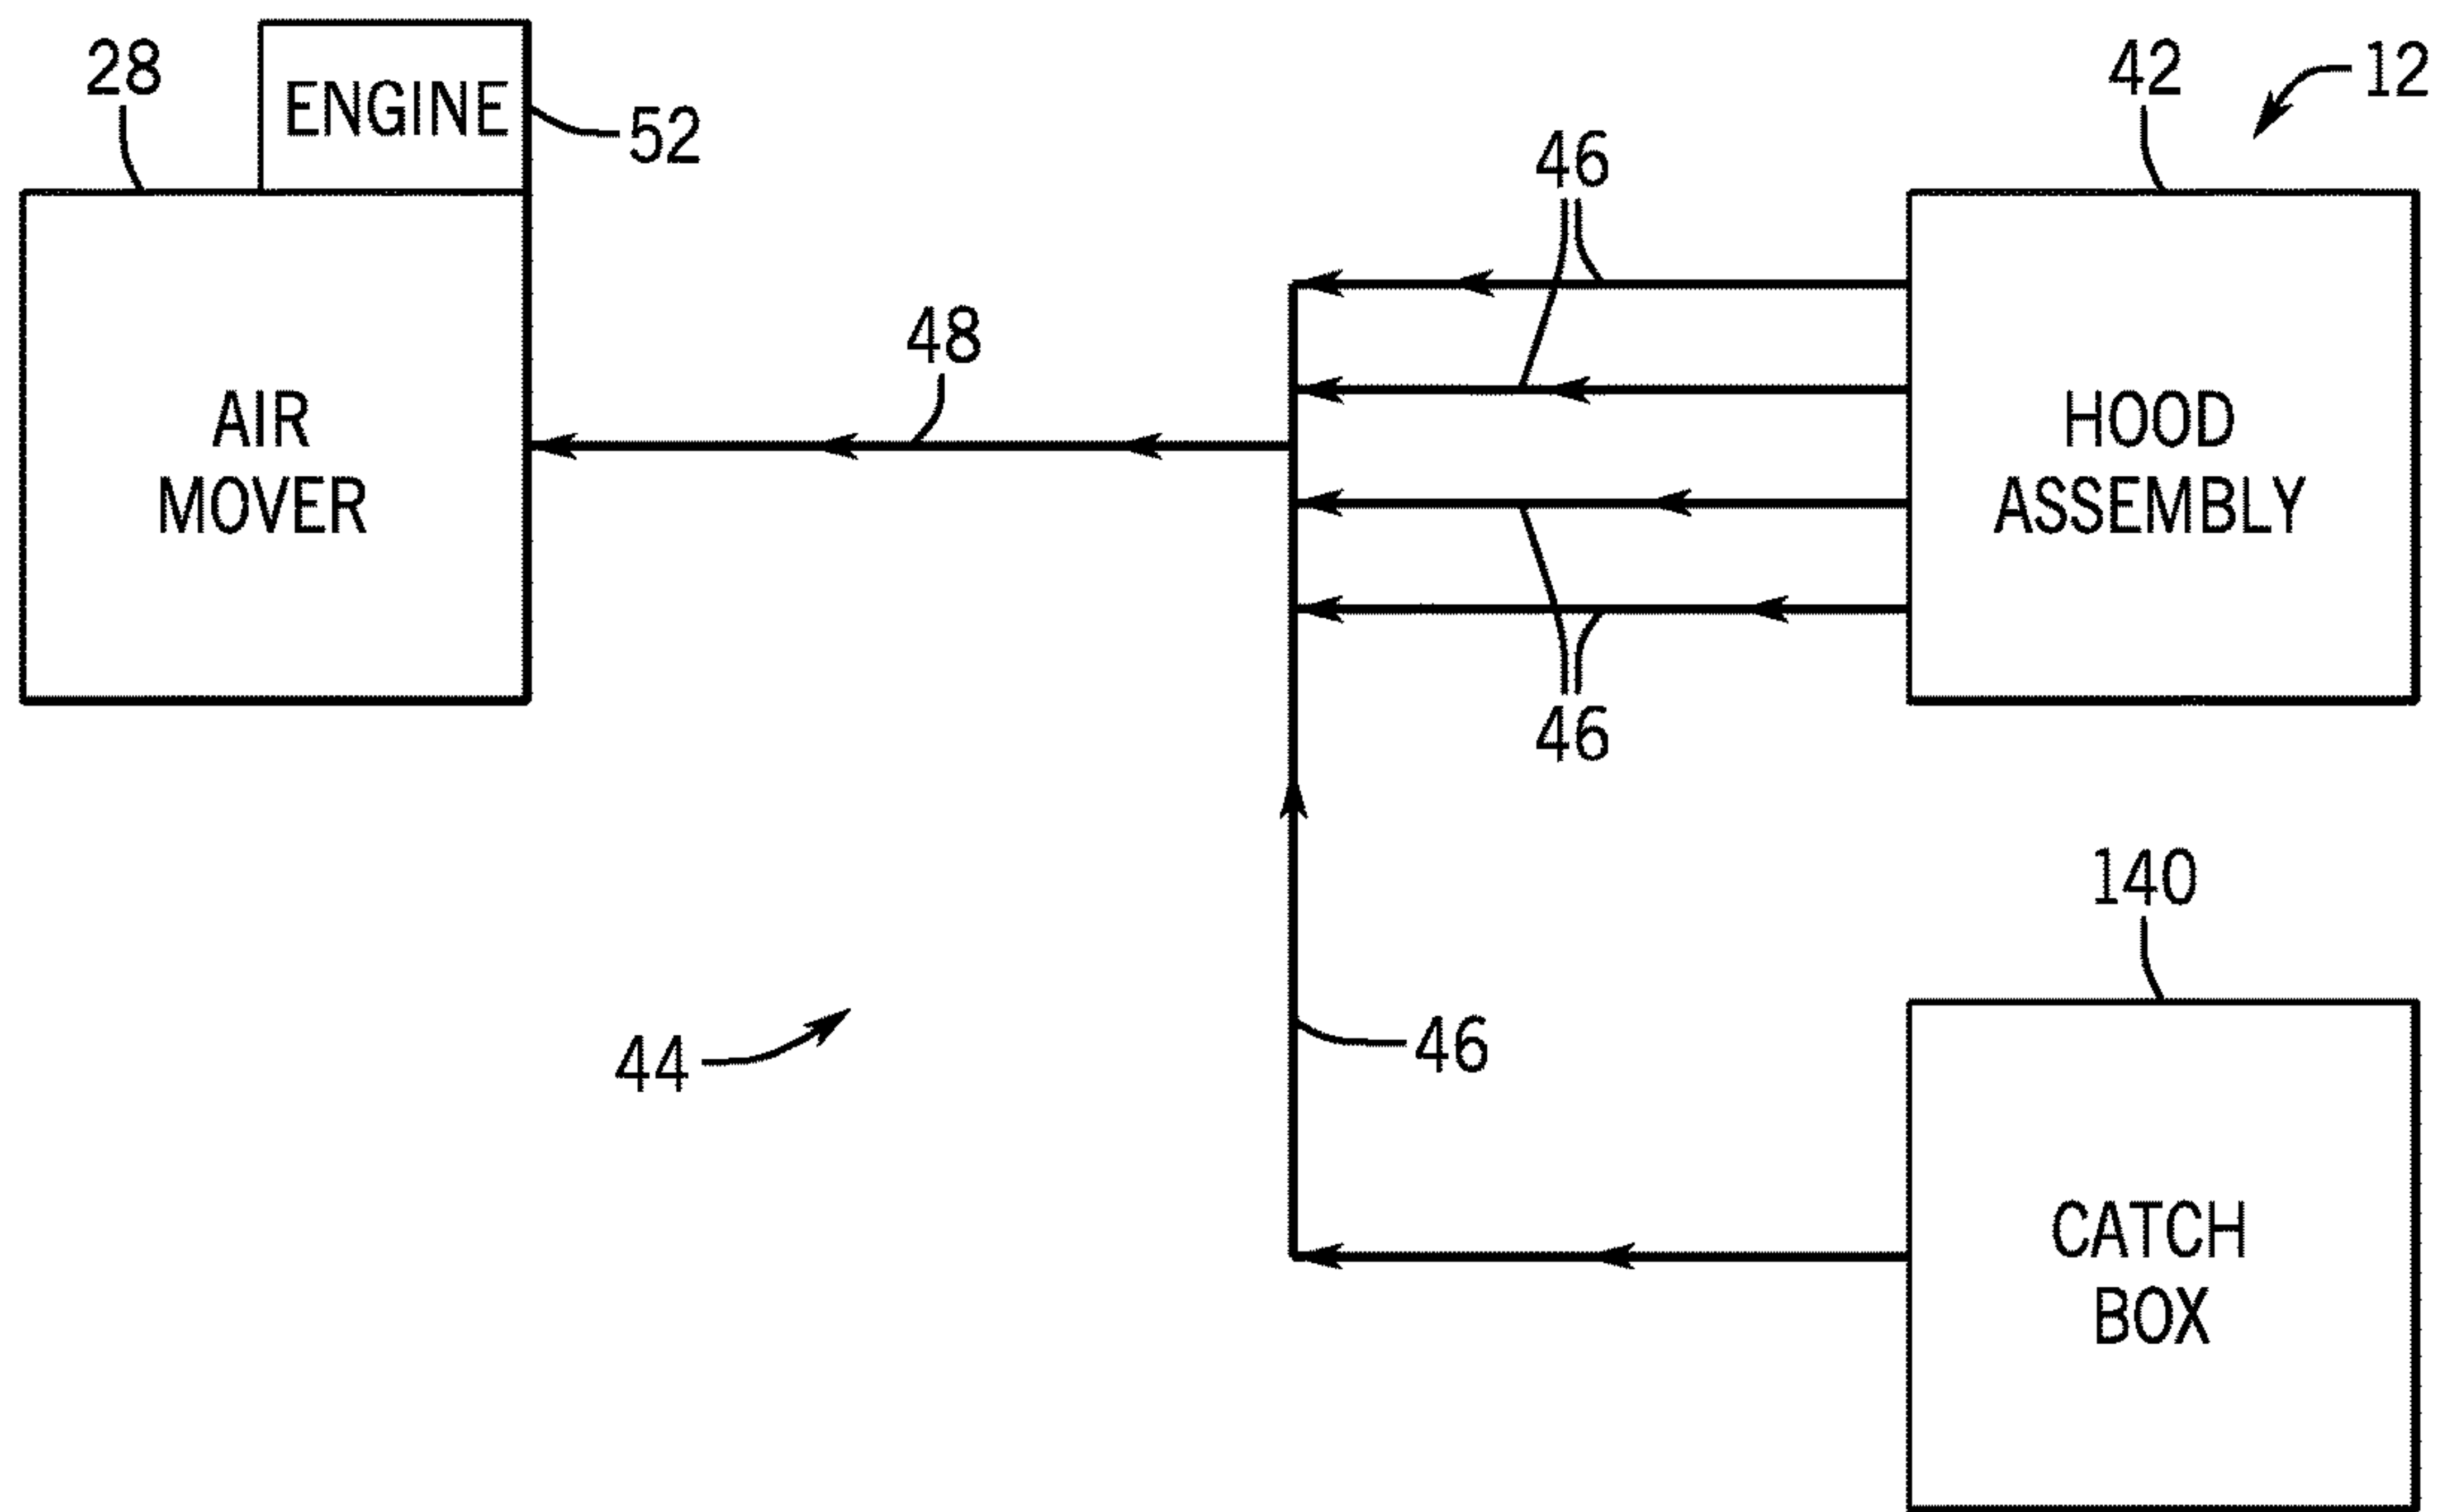 28
ENGINE
52
42
12
46
48
AIR
MOVER
HOOD
ASSEMBLY
46
140
44
46
CATCH
BOX